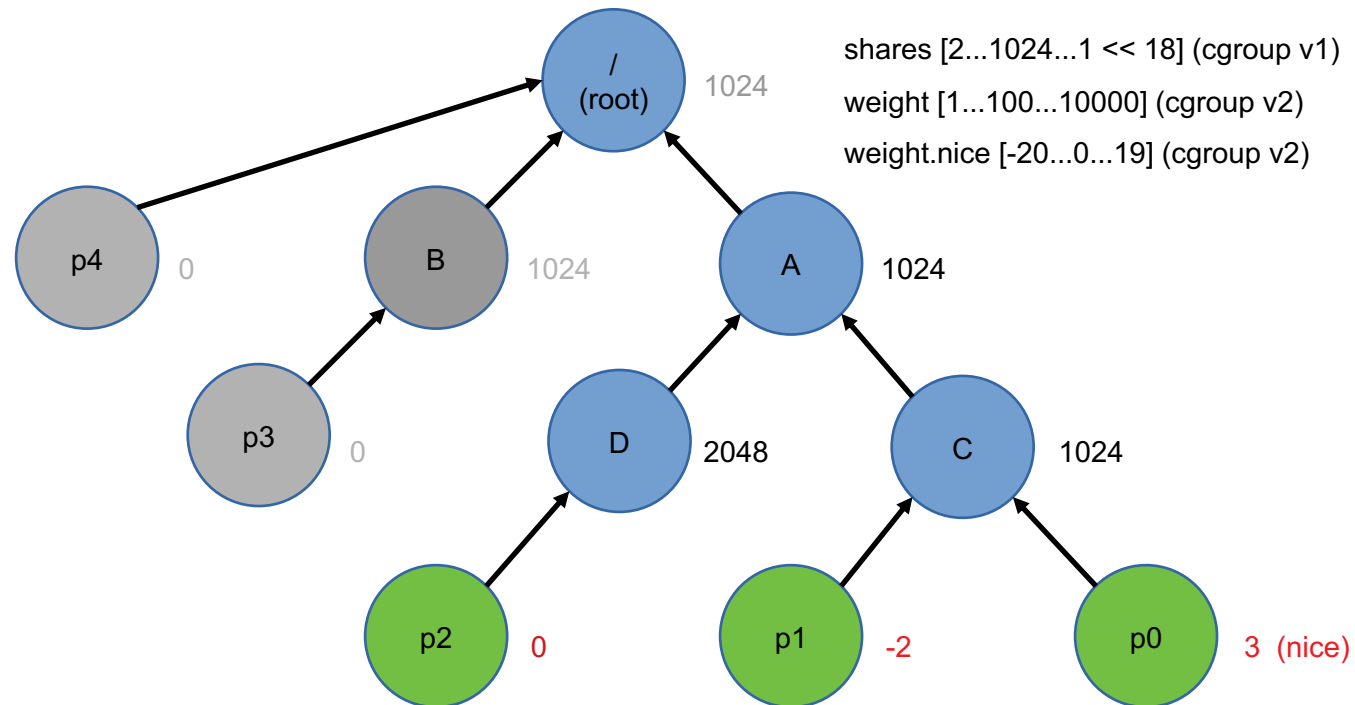 /
(root)
1024
shares [2...1024...1 << 18] (cgroup v1)
weight [1...100...10000] (cgroup v2)
weight.nice [-20...0...19] (cgroup v2)
p4
0
B
1024
A
1024
p3
0
D
2048
C
1024
p2
0
p1
-2
p0
3 (nice)